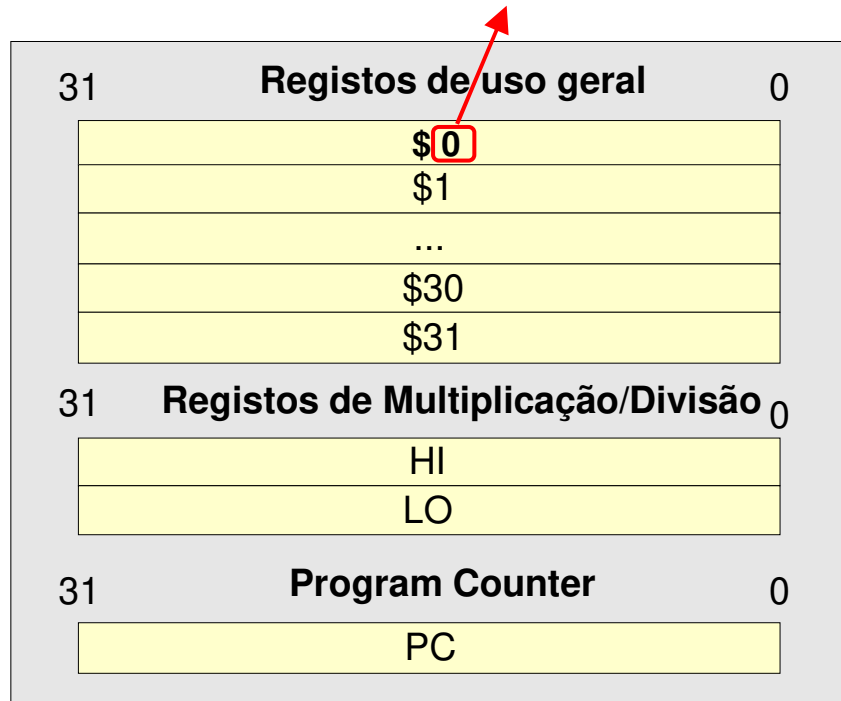 31 Registos de uso geral 0
$ 0
$1
...
$30
$31
31 Registos de Multiplicação/Divisão 0
HI
LO
31 Program Counter 0
PC